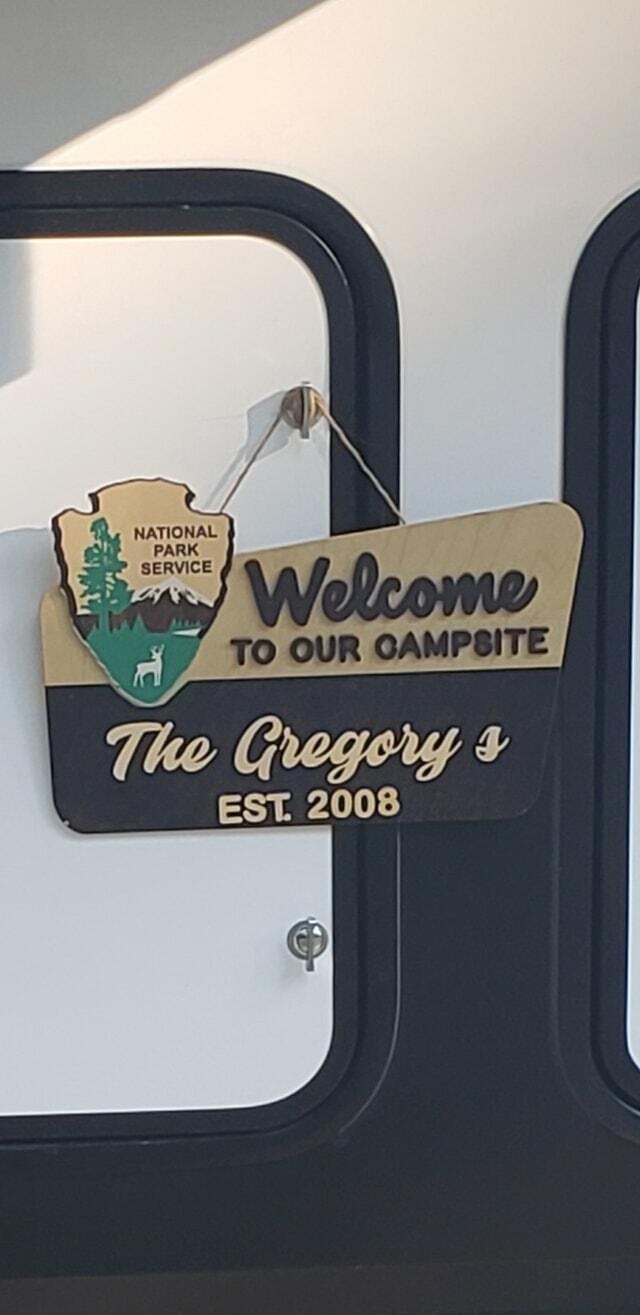 NATIONAL
PARK
SERVICE
Welcome
TO OUR CAMPSITE
The Gregory s
EST. 2008